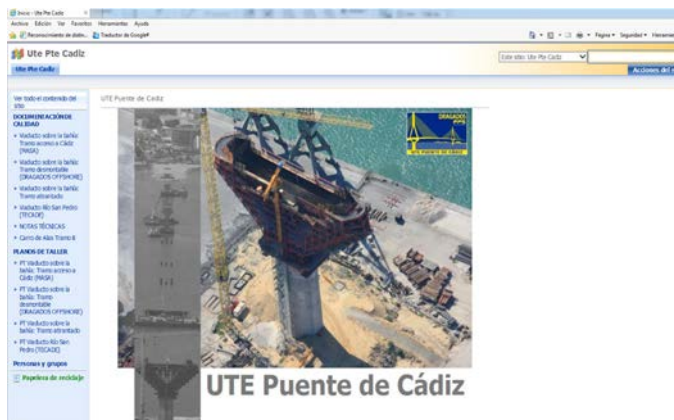 Inicio - Ute Pte Cadiz
Archivo Edición Ver Favoritos Herramientas Ayuda
Reconocimiento de distin... Traductor de Google
Página Seguridad Herramie
Ute Pte Cadiz
Este sitio: Ute Pte Cadiz
Ute Pte Cadiz
Acciones del s
Ver todo el contenido del
sitio
UTE Puente de Cádiz
DOCUMENTACIÓN DE
CALIDAD
Viaducto sobre la bahía:
Tramo acceso a Cádiz
(MASA)
Viaducto sobre la bahía:
Tramo desmontable
(DRAGADOS OFFSHORE)
Viaducto sobre la bahía:
Tramo atirantado
Viaducto Río San Pedro
(TECADE)
NOTAS TÉCNICAS
Carro de Alas Tramo II
PLANOS DE TALLER
PT Viaducto sobre la
bahía: Tramo acceso a
Cádiz (MASA)
PT Viaducto sobre la
bahía: Tramo
desmontable
(DRAGADOS OFFSHORE)
PT Viaducto sobre la
bahía: Tramo atirantado
PT Viaducto Río San
Pedro (TECADE)
Personas y grupos
Papelera de reciclaje
DRAGADOS
UTE PUENTE DE CÁDIZ
UTE Puente de Cádiz